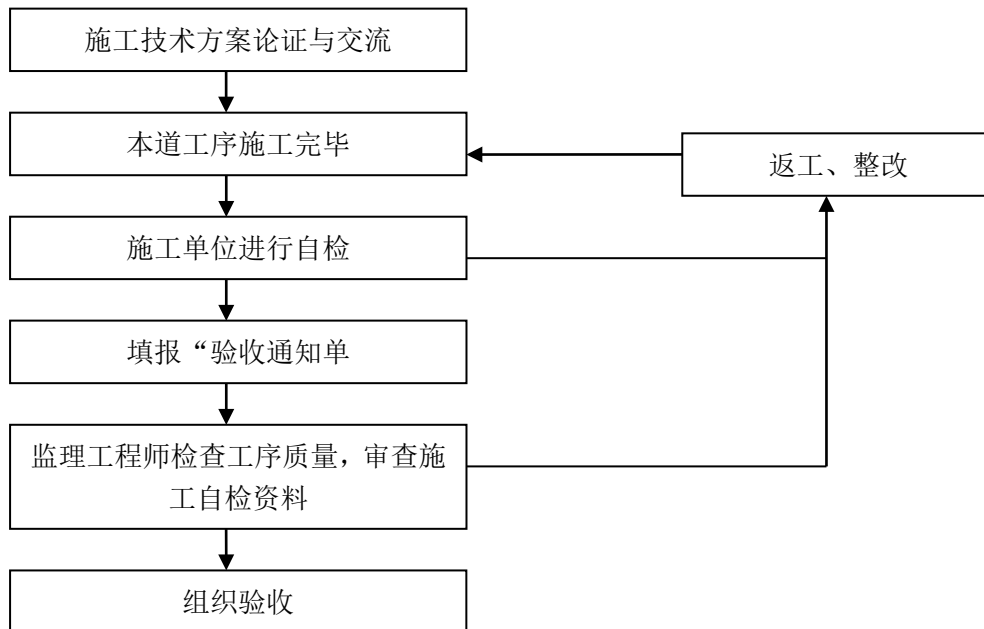 施工技术方案论证与交流
本道工序施工完毕
返工、整改
施工单位进行自检
填报“验收通知单
监理工程师检查工序质量，审查施
工自检资料
组织验收